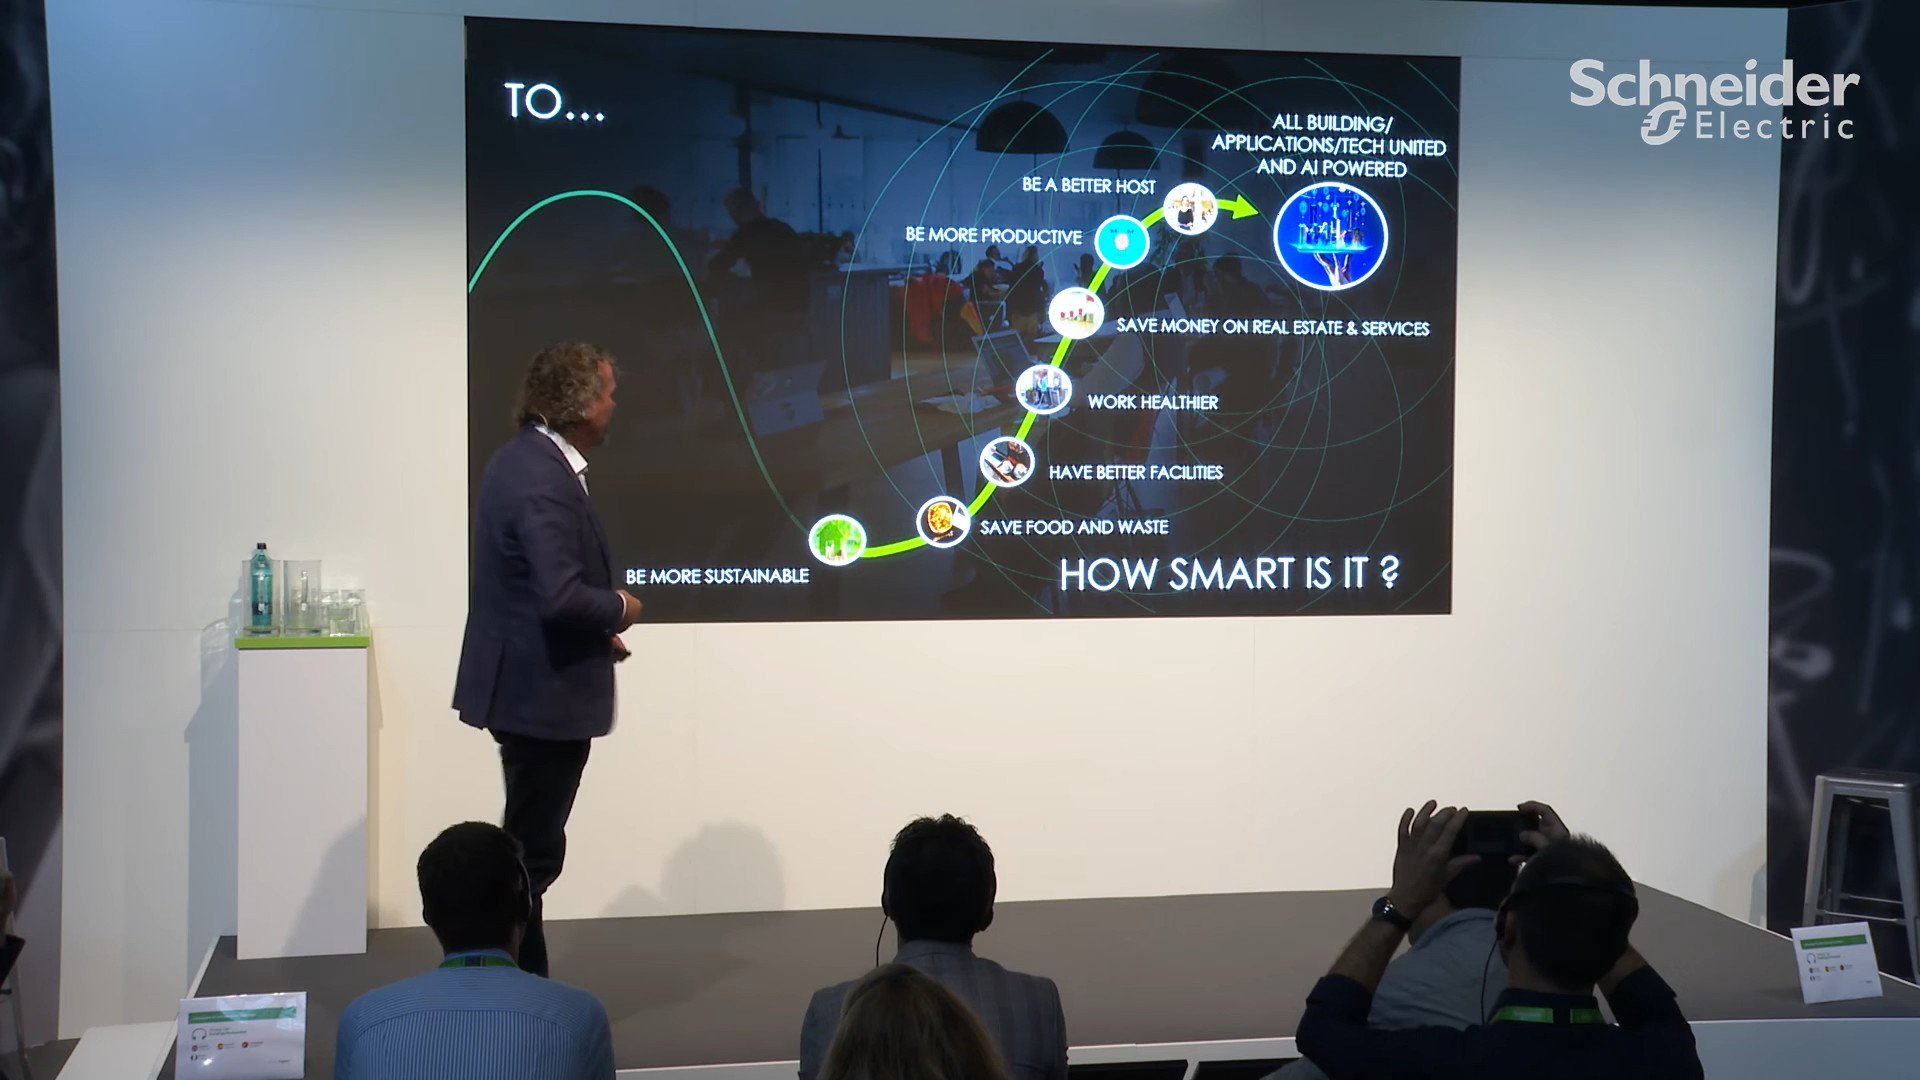 Schneider
Electric
TO...
ALL BUILDING/
APPLICATIONS/TECH UNITED
AND AI POWERED
BE A BETTER HOST
BE MORE PRODUCTIVE
SAVE MONEY ON REAL ESTATE & SERVICES
WORK HEALTHIER
HAVE BETTER FACILITIES
SAVE FOOD AND WASTE
BE MORE SUSTAINABLE
HOW SMART IS IT ?